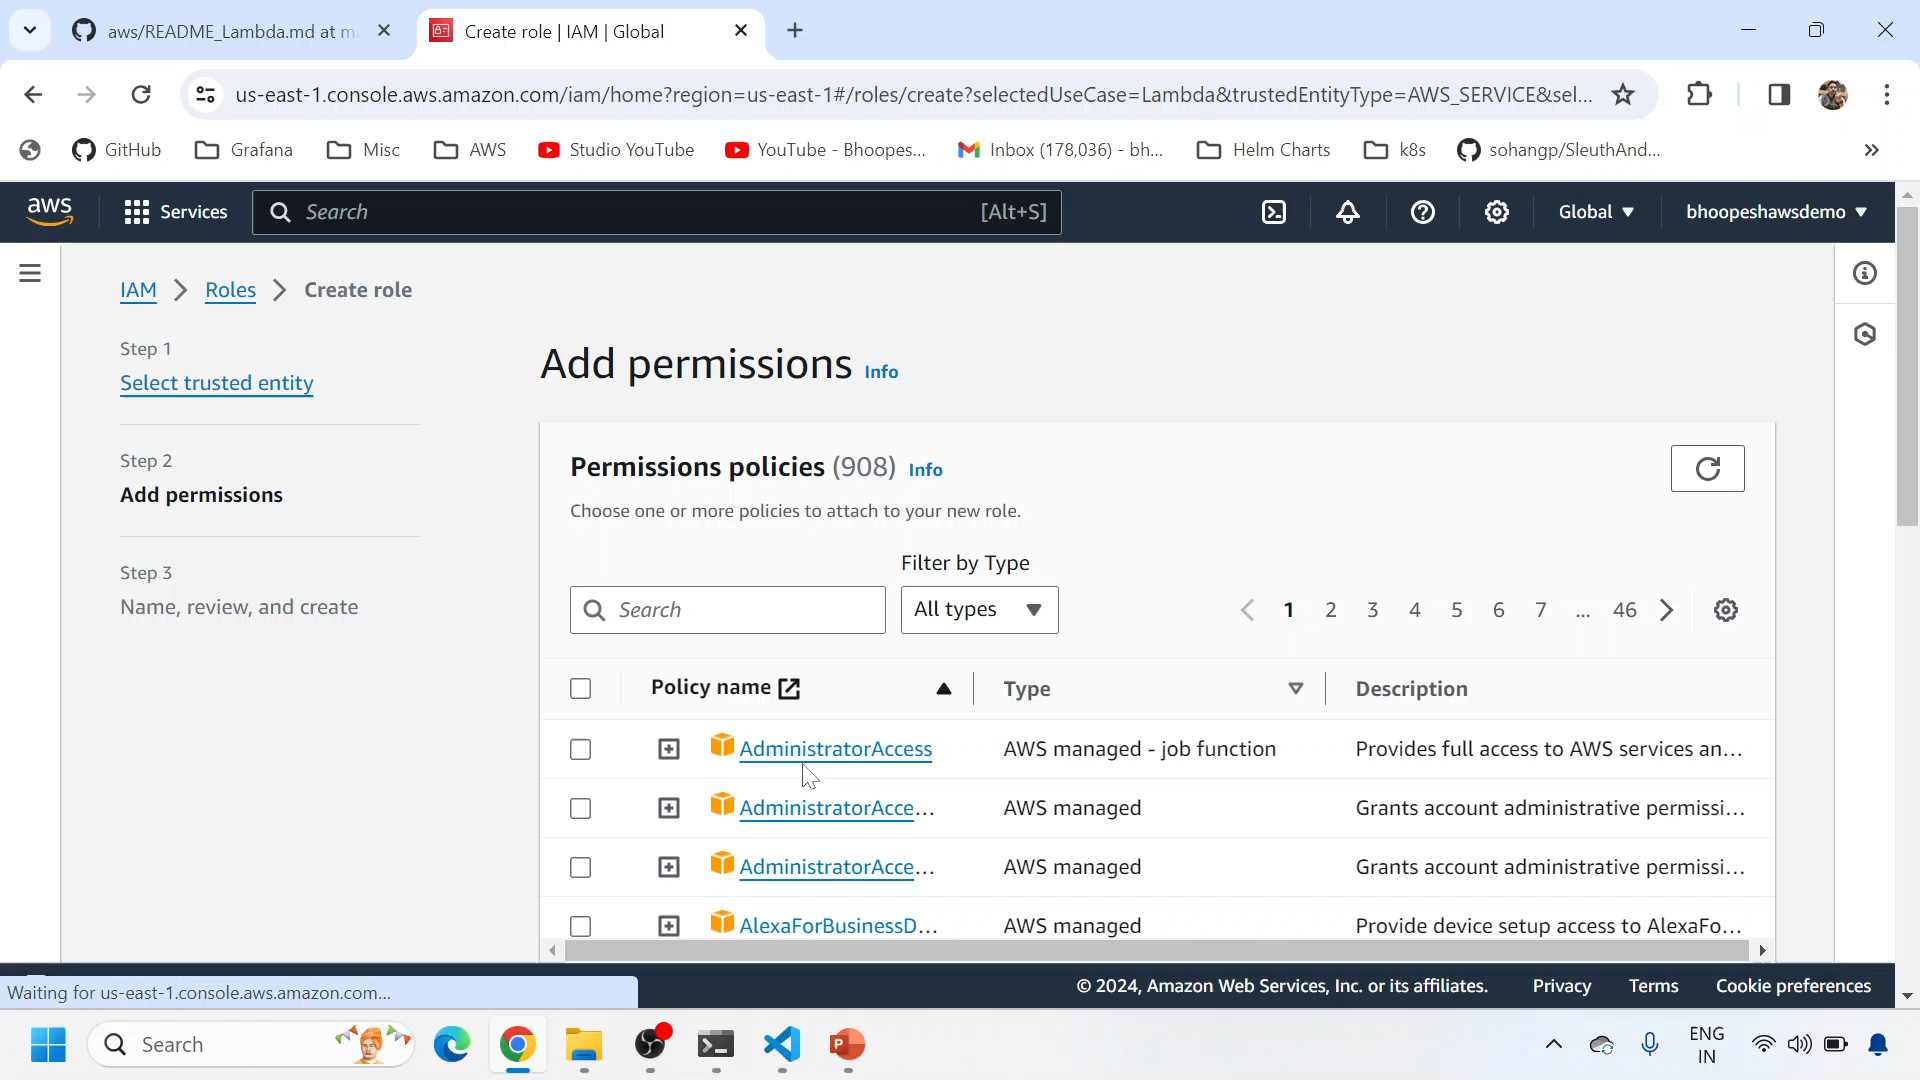 aws/README_Lambda.md at m
Create role | IAM | Global
us-east-1.console.aws.amazon.com/iam/home?region=us-east-1#/roles/create?selectedUseCase=Lambda&trustedEntityType=AWS_SERVICE&sel...
GitHub
Grafana
Misc
AWS
Studio YouTube
YouTube - Bhoopes...
Inbox (178,036) - bh...
Helm Charts
k8s
sohangp/SleuthAnd...
aws
Services
Search
[Alt+S]
Global
bhoopeshawsdemo
IAM
Roles
Create role
Step 1
Select trusted entity
Step 2
Add permissions
Step 3
Name, review, and create
Add permissions Info
Permissions policies (908) Info
Choose one or more policies to attach to your new role.
Filter by Type
Search
All types
1 2 3 4 5 6 7 ... 46
Policy name
Type
Description
AdministratorAccess
AWS managed - job function
Provides full access to AWS services an...
AdministratorAcce...
AWS managed
Grants account administrative permissi...
AdministratorAcce...
AWS managed
Grants account administrative permissi...
AlexaForBusinessD...
AWS managed
Provide device setup access to AlexaFo...
Waiting for us-east-1.console.aws.amazon.com...
© 2024, Amazon Web Services, Inc. or its affiliates.
Privacy
Terms
Cookie preferences
Search
P
ENG
IN